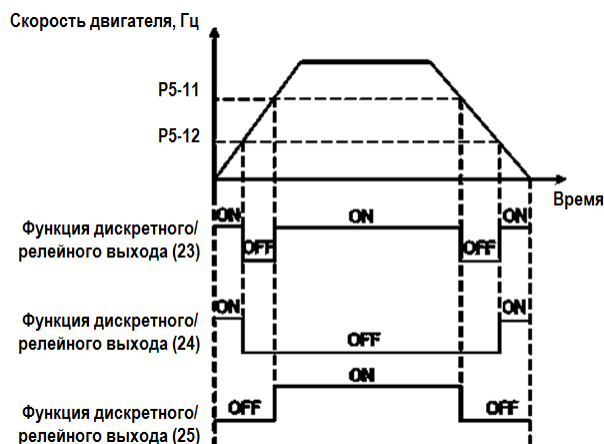 Скорость двигателя, Гц
P5-11
P5-12
Время
ON ON ON
Функция дискретного/
релейного выхода (23)
OFF OFF
ON ON
Функция дискретного/
релейного выхода (24)
OFF
ON
Функция дискретного/
релейного выхода (25)
OFF OFF